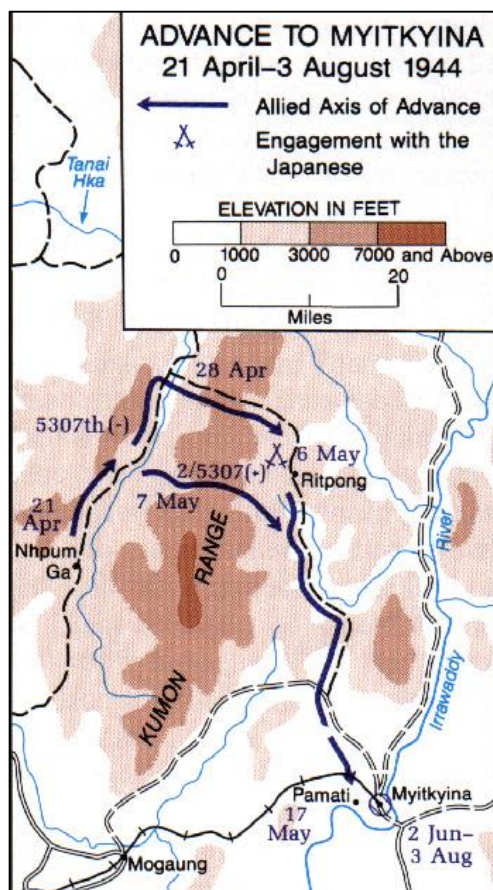 ADVANCE TO MYITKYINA
21 April–3 August 1944
Allied Axis of Advance
Engagement with the
Japanese
ELEVATION IN FEET
0 1000 3000 7000 and Above
0 20
Miles
Tanai
Hka
28 Apr
5307th (-)
6 May
2/5307(+)
Ritpong
7 May
21
Apr
Nhpum
Ga
RANGE
River
KUMON
Irrawaddy
Pamati
Myitkyina
17
May
2 Jun–
3 Aug
Mogaung